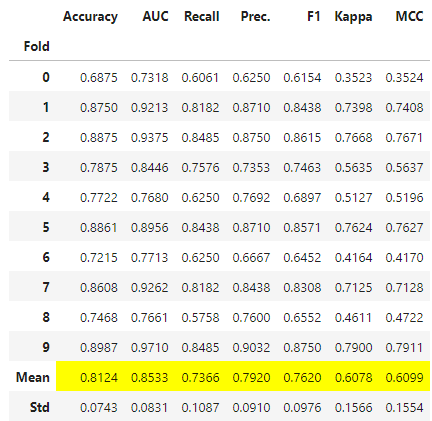 Accuracy AUC Recall Prec. F1 Kappa MCC
Fold
0 0.6875 0.7318 0.6061 0.6250 0.6154 0.3523 0.3524
1 0.8750 0.9213 0.8182 0.8710 0.8438 0.7398 0.7408
2 0.8875 0.9375 0.8485 0.8750 0.8615 0.7668 0.7671
3 0.7875 0.8446 0.7576 0.7353 0.7463 0.5635 0.5637
4 0.7722 0.7680 0.6250 0.7692 0.6897 0.5127 0.5196
5 0.8861 0.8956 0.8438 0.8710 0.8571 0.7624 0.7627
6 0.7215 0.7713 0.6250 0.6667 0.6452 0.4164 0.4170
7 0.8608 0.9262 0.8182 0.8438 0.8308 0.7125 0.7128
8 0.7468 0.7661 0.5758 0.7600 0.6552 0.4611 0.4722
9 0.8987 0.9710 0.8485 0.9032 0.8750 0.7900 0.7911
Mean 0.8124 0.8533 0.7366 0.7920 0.7620 0.6078 0.6099
Std 0.0743 0.0831 0.1087 0.0910 0.0976 0.1566 0.1554